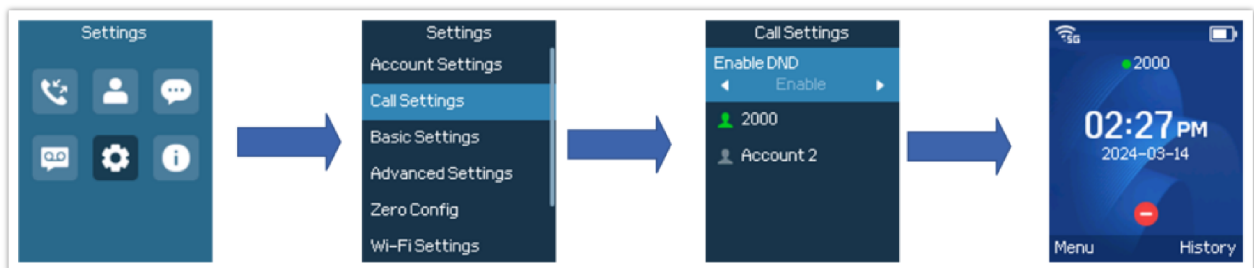 Settings
Settings
Account Settings
Call Settings
Basic Settings
Advanced Settings
Zero Config
Wi-Fi Settings
Call Settings
Enable DND
Enable
2000
Account 2
5G
2000
02:27 PM
2024-03-14
Menu History